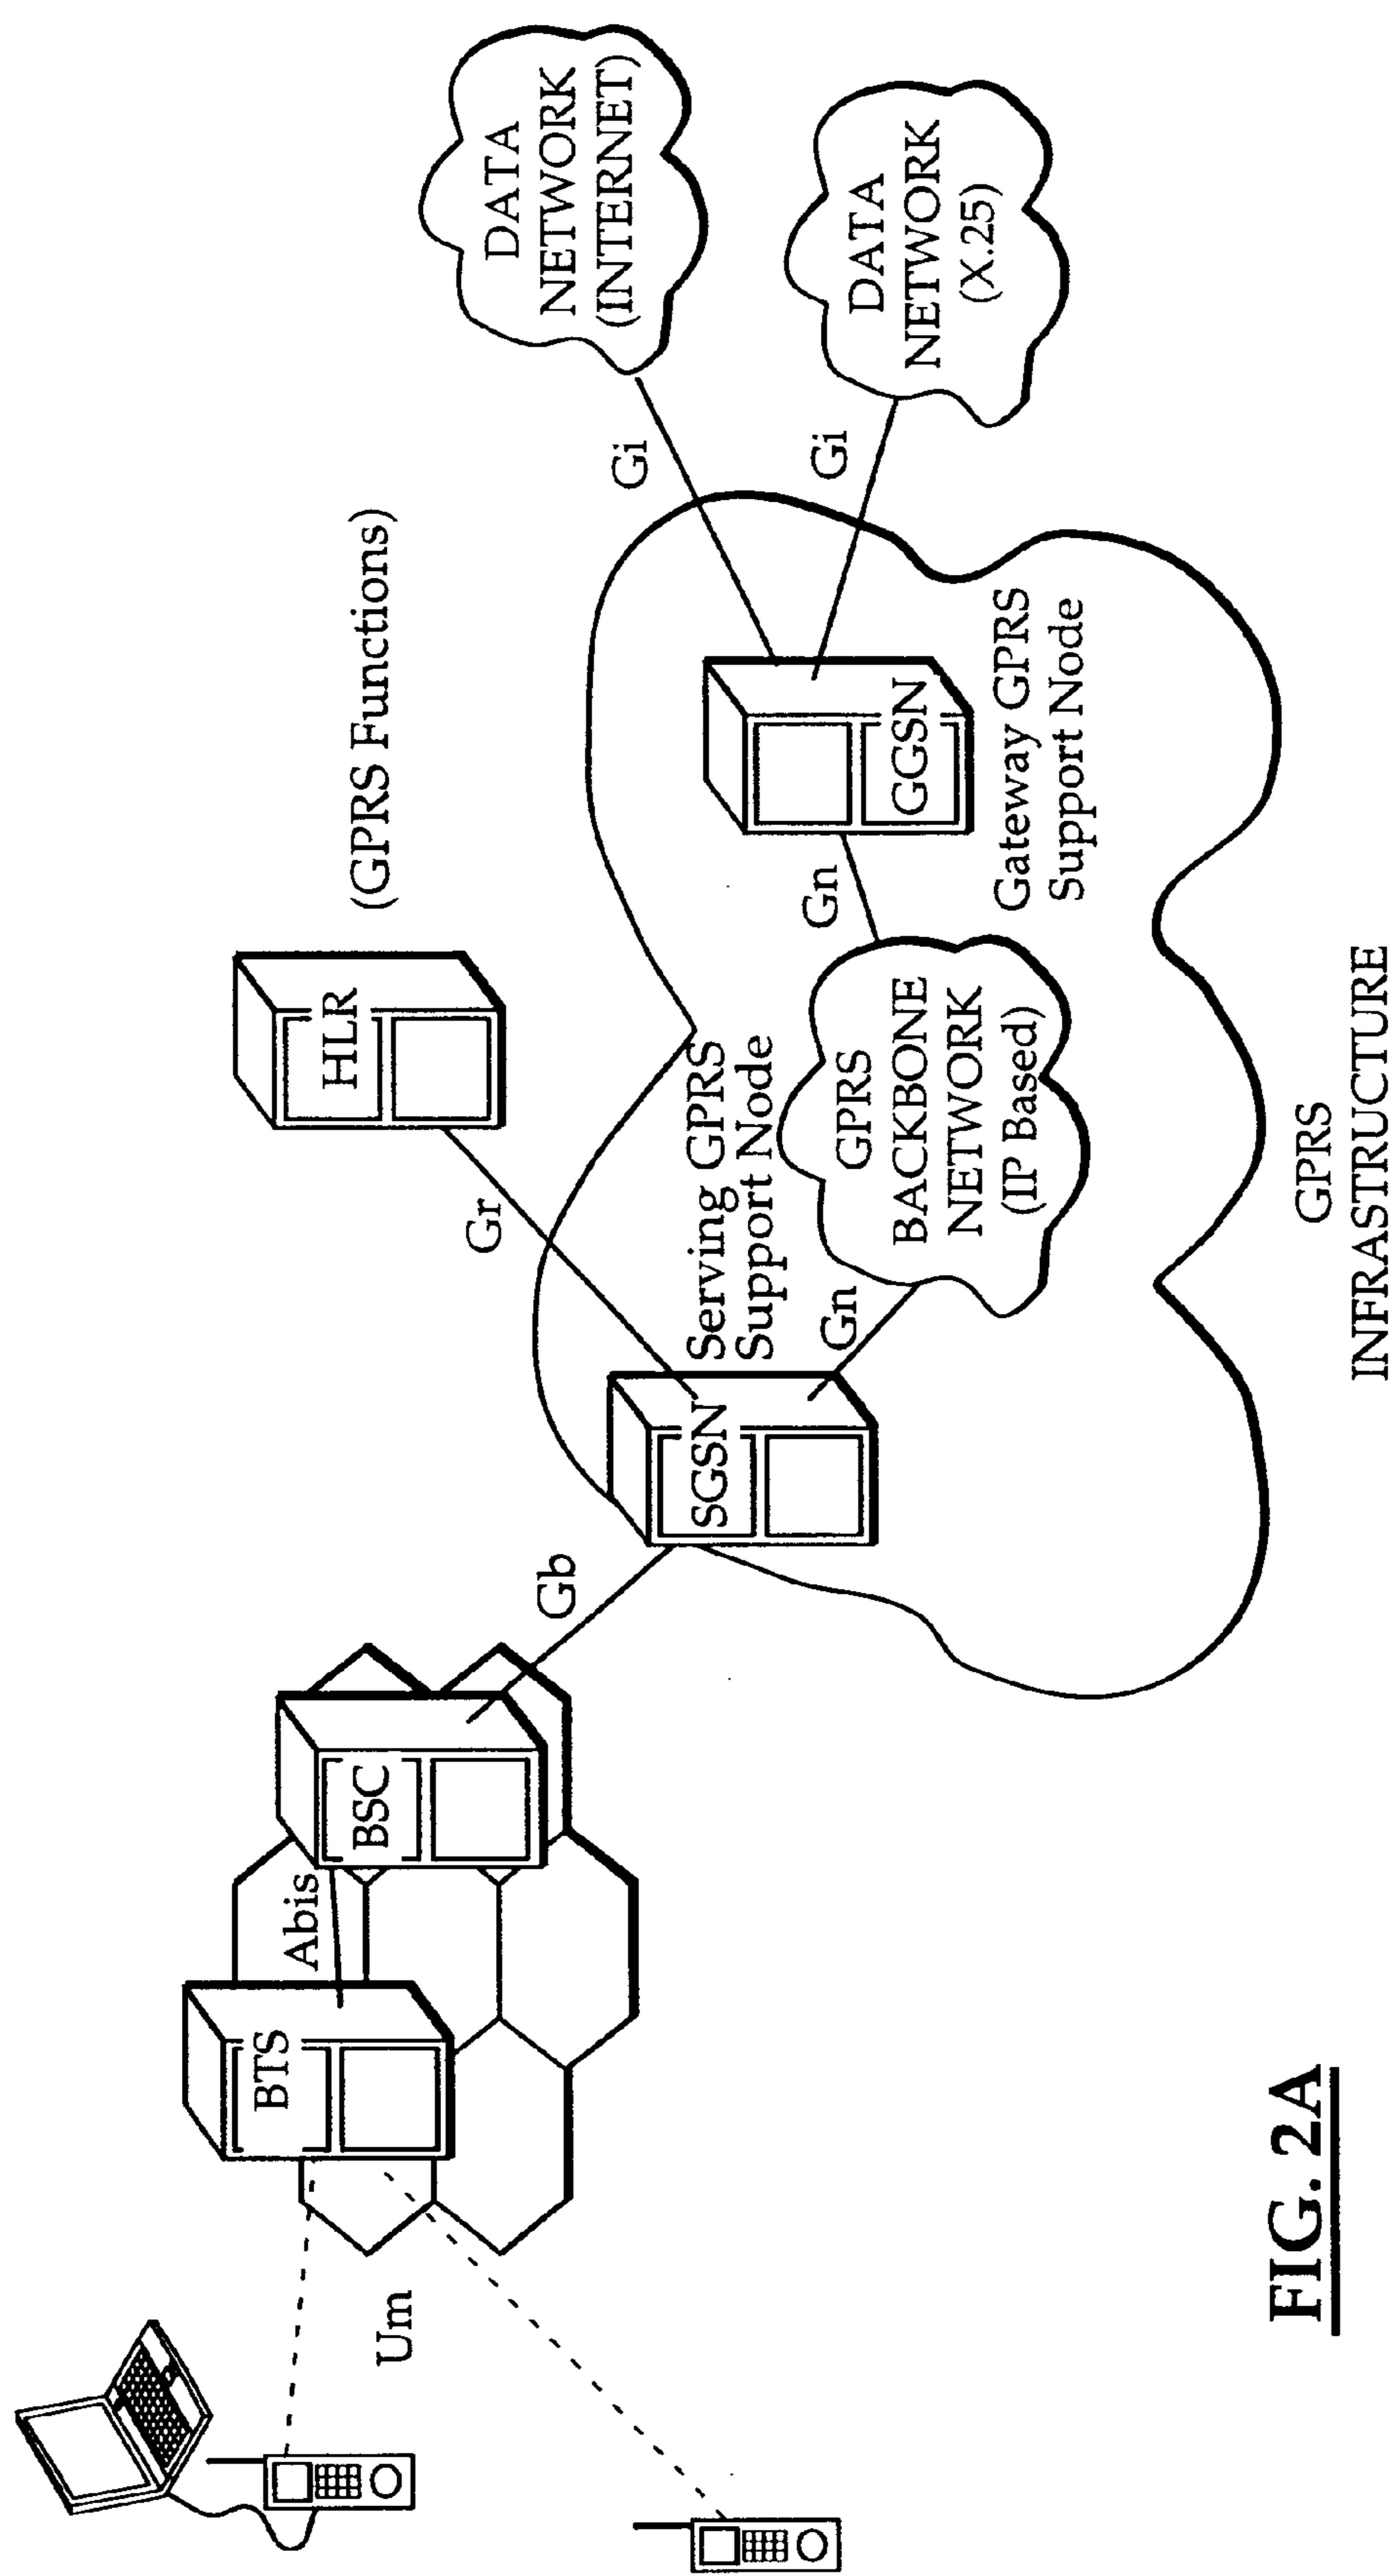 Um
BTS
Abis
BSC
Gb
SGSN
Serving GPRS
Support Node
Gr
HLR
(GPRS Functions)
Gn
GPRS
BACKBONE
NETWORK
(IP Based)
Gn
GGSN
Gateway GPRS
Support Node
Gi
DATA
NETWORK
(INTERNET)
Gi
DATA
NETWORK
(X.25)
GPRS
INFRASTRUCTURE
FIG. 2A